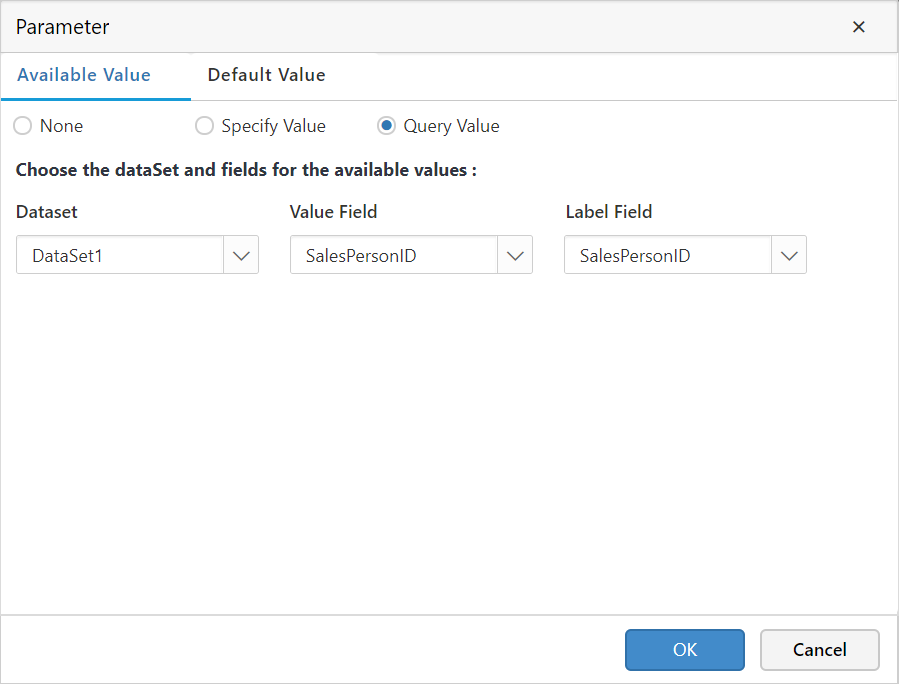 Parameter
Available Value Default Value
None Specify Value Query Value
Choose the dataSet and fields for the available values :
Dataset Value Field Label Field
DataSet1 SalesPersonID SalesPersonID
OK Cancel